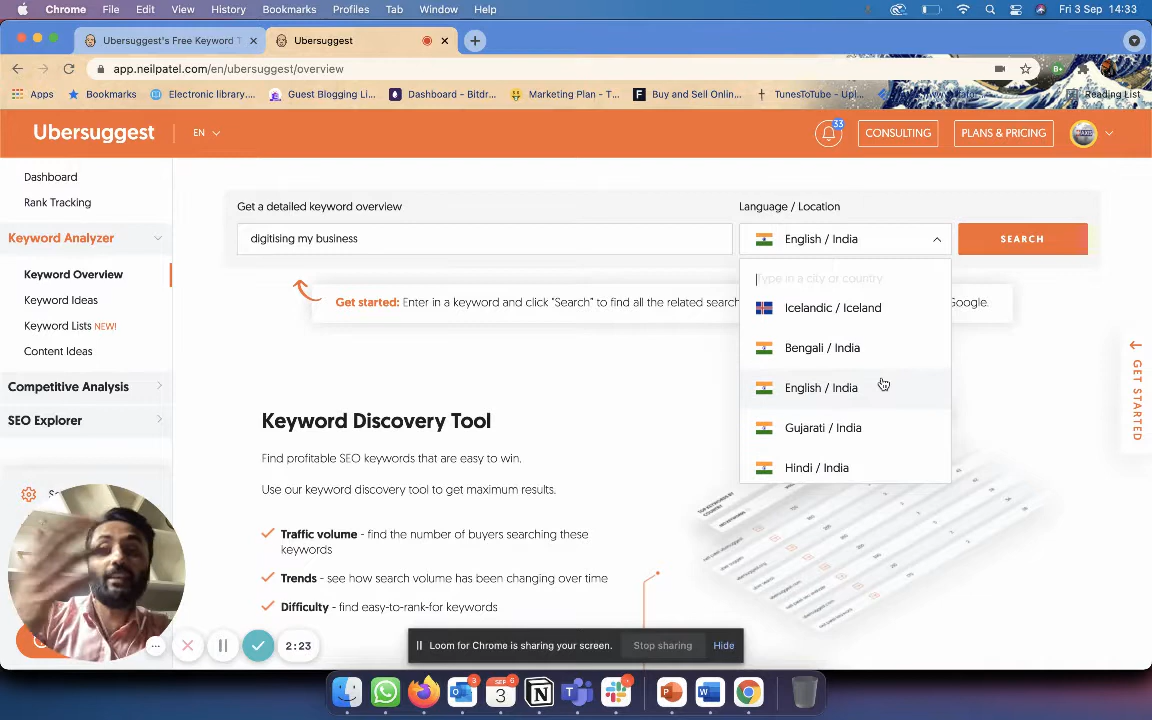 Chrome File Edit View History Bookmarks Profiles Tab Window Help Fri 3 Sep 14:33
Ubersuggest's Free Keyword T Ubersuggest
app.neilpatel.com/en/ubersuggest/overview
Apps Bookmarks Electronic library.... Guest Blogging Li... Dashboard – Bitdr... Marketing Plan – T... Buy and Sell Online... TunesToTube - Upl... Reading List
Ubersuggest EN 33 CONSULTING PLANS & PRICING
Dashboard
Rank Tracking
Keyword Analyzer
Keyword Overview
Keyword Ideas
Keyword Lists NEW!
Content Ideas
Competitive Analysis
SEO Explorer
Get a detailed keyword overview
digitising my business
Language / Location
English / India
SEARCH
Type in a city or country
Icelandic / Iceland
Bengali / India
English / India
Gujarati / India
Hindi / India
Get started: Enter in a keyword and click "Search" to find all the related search
Google.
GET STARTED
Keyword Discovery Tool
Find profitable SEO keywords that are easy to win.
Use our keyword discovery tool to get maximum results.
Traffic volume - find the number of buyers searching these
keywords
Trends - see how search volume has been changing over time
Difficulty - find easy-to-rank-for keywords
2:23
Loom for Chrome is sharing your screen. Stop sharing Hide
3
SEP 6
3